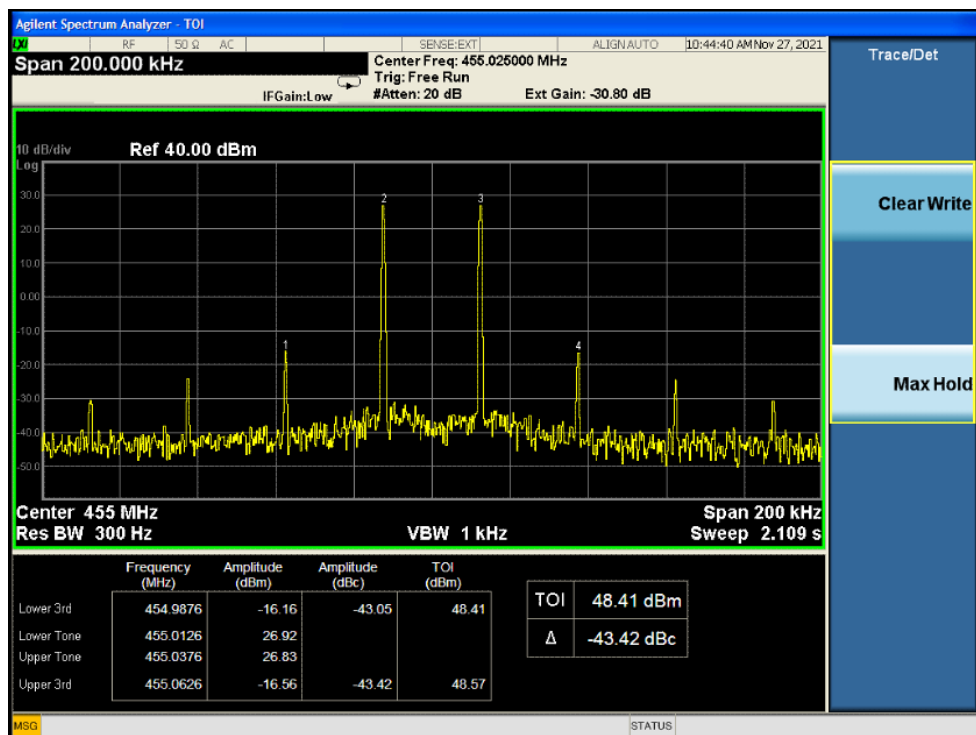 Agilent Spectrum Analyzer - TOI
LXI RF 50 Ω AC SENSE:EXT ALIGN AUTO 10:44:40 AM Nov 27, 2021
Span 200.000 kHz
Center Freq: 455.025000 MHz
Trig: Free Run
IFGain:Low #Atten: 20 dB Ext Gain: -30.80 dB
Trace/Det
Clear Write
Max Hold
10 dB/div Ref 40.00 dBm
Log
30.0
20.0
10.0
0.00
-10.0
-20.0
-30.0
-40.0
-50.0
1 2 3 4
Center 455 MHz Span 200 kHz
Res BW 300 Hz VBW 1 kHz Sweep 2.109 s
Frequency (MHz) Amplitude (dBm) Amplitude (dBc) TOI (dBm)
Lower 3rd 454.9876 -16.16 -43.05 48.41
Lower Tone 455.0126 26.92
Upper Tone 455.0376 26.83
Upper 3rd 455.0626 -16.56 -43.42 48.57
TOI 48.41 dBm
Δ -43.42 dBc
MSG STATUS